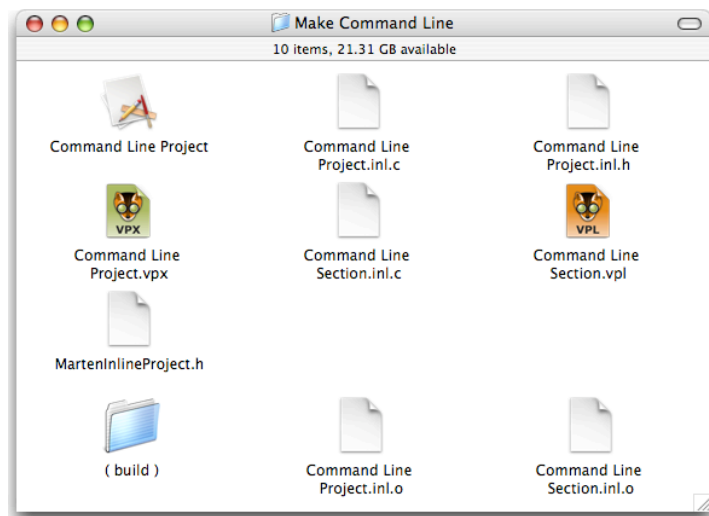 Make Command Line
10 items, 21.31 GB available
Command Line Project
Command Line
Project.inl.c
Command Line
Project.inl.h
VPX
Command Line
Project.vpx
Command Line
Section.inl.c
VPL
Command Line
Section.vpl
MartenInlineProject.h
( build )
Command Line
Project.inl.o
Command Line
Section.inl.o